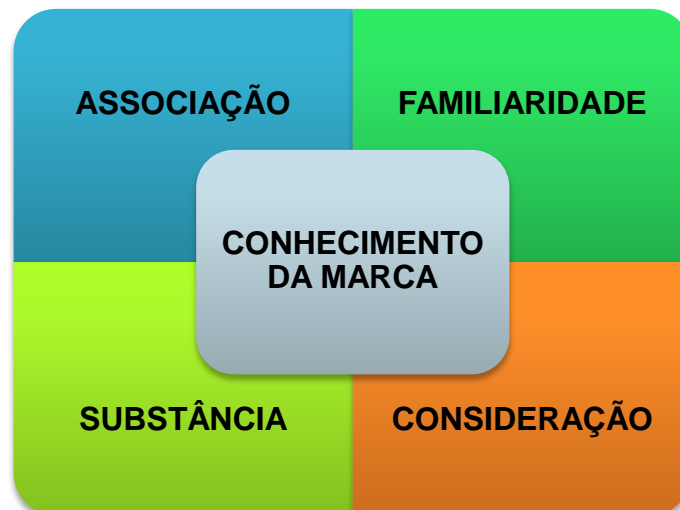 ASSOCIAÇÃO
FAMILIARIDADE
CONHECIMENTO
DA MARCA
SUBSTÂNCIA
CONSIDERAÇÃO